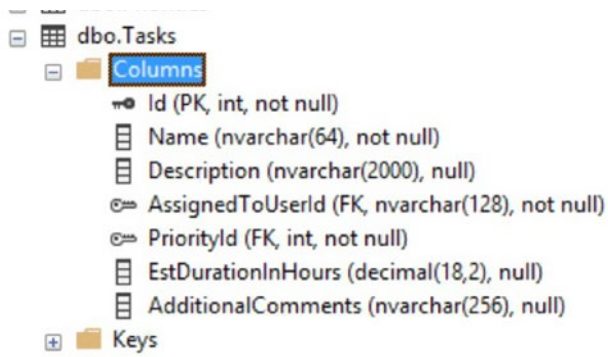 dbo.Tasks
Columns
Id (PK, int, not null)
Name (nvarchar(64), not null)
Description (nvarchar(2000), null)
AssignedToUserId (FK, nvarchar(128), not null)
PriorityId (FK, int, not null)
EstDurationInHours (decimal(18,2), null)
AdditionalComments (nvarchar(256), null)
Keys